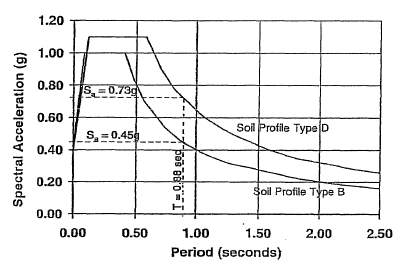 1.20
1.00
0.80
0.60
0.40
0.20
0.00
Spectral Acceleration (g)
Sa = 0.73g
Sa = 0.45g
T = 0.88 sec
Soil Profile Type D
Soil Profile Type B
0.00 0.50 1.00 1.50 2.00 2.50
Period (seconds)